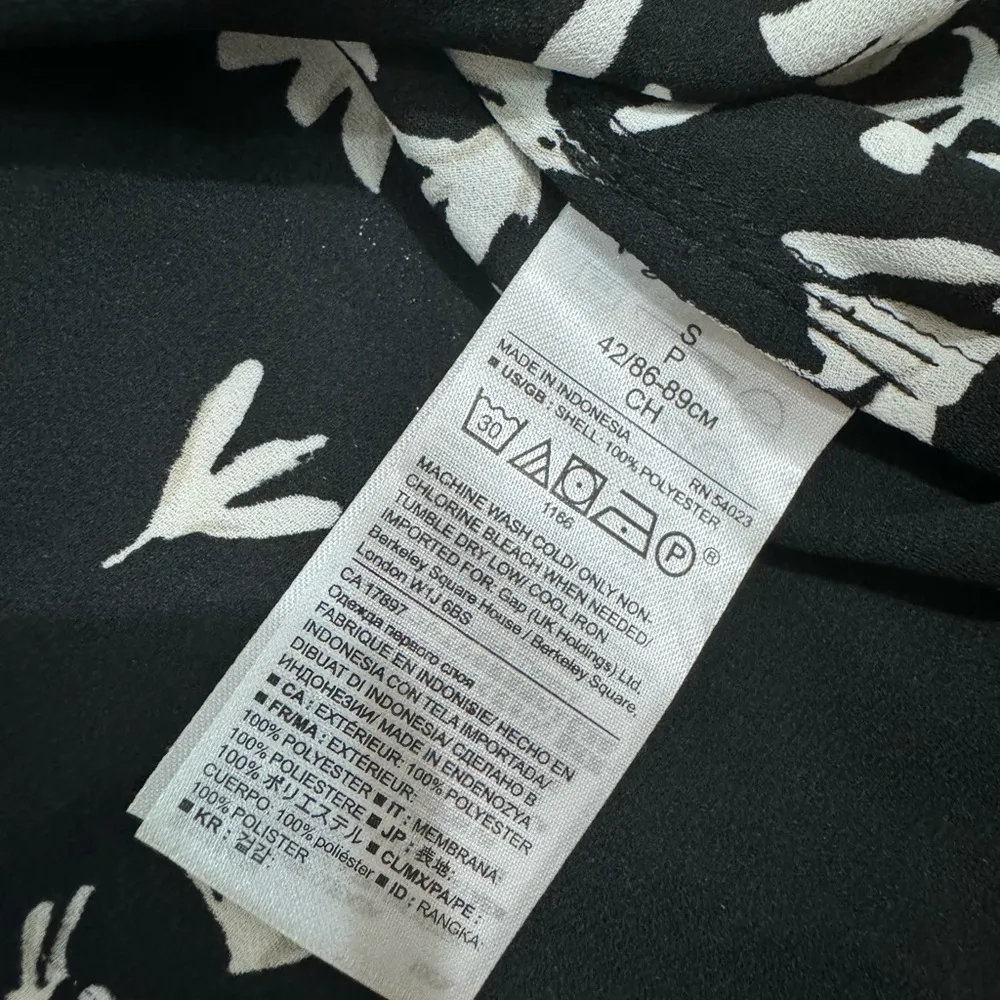 S
P
42/86-89CM
CH
MADE IN INDONESIA
RN 54023
■ US/GB : SHELL: 100% POLYESTER
30
1166
P ®
MACHINE WASH COLD/ ONLY NON-
CHLORINE BLEACH WHEN NEEDED/
TUMBLE DRY LOW/ COOL IRON
IMPORTED FOR: Gap (UK Holdings) Ltd.
Berkeley Square House / Berkeley Square,
London W1J 6BS
CA 17897
Одежда первого слоя
FABRIQUÉ EN INDONISIE/ HECHO EN
INDONESIA CON TELA IMPORTADA/
DIBUAT DI INDONESIA/ СДЕЛАНО В
ИНДОНЕЗИИ/ MADE IN ENDENOZYA
■ CA : EXTÉRIEUR: 100% POLYESTER
■ FR/MA : EXTÉRIEUR:
100% POLYESTER ■ IT : MEMBRANA:
100% POLIESTERE ■ JP : 表地:
100% ポリエステル ■ CL/MX/PA/PE :
CUERPO: 100% poliéster ■ ID : RANGKA:
100% POLISTER
■ KR : 겉감: